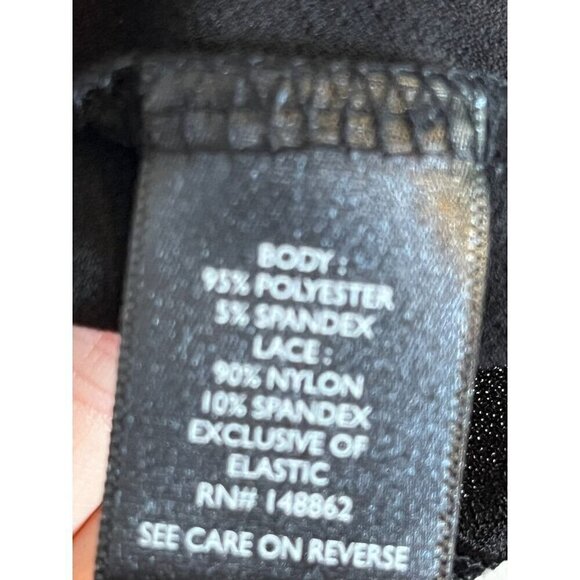 BODY :
95% POLYESTER
5% SPANDEX
LACE :
90% NYLON
10% SPANDEX
EXCLUSIVE OF
ELASTIC
RN# 148862
SEE CARE ON REVERSE